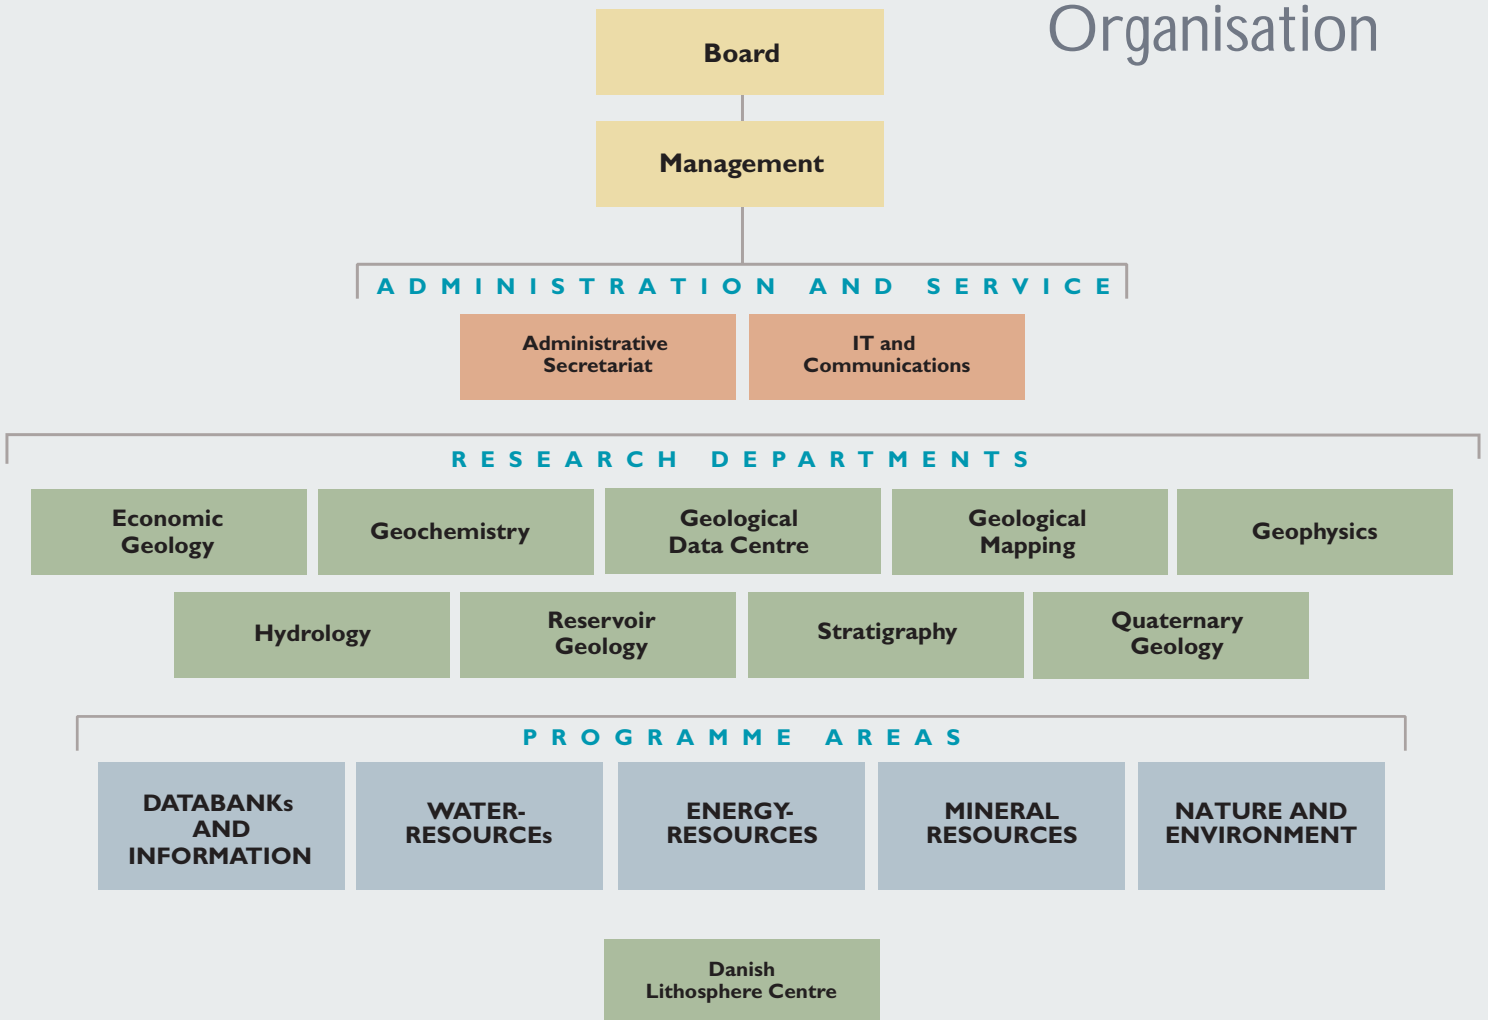 Organisation
Board
Management
ADMINISTRATION AND SERVICE
Administrative
Secretariat
IT and
Communications
RESEARCH DEPARTMENTS
Economic
Geology
Geochemistry
Geological
Data Centre
Geological
Mapping
Geophysics
Hydrology
Reservoir
Geology
Stratigraphy
Quaternary
Geology
PROGRAMME AREAS
DATABANKs
AND
INFORMATION
WATER-
RESOURCEs
ENERGY-
RESOURCES
MINERAL
RESOURCES
NATURE AND
ENVIRONMENT
Danish
Lithosphere Centre